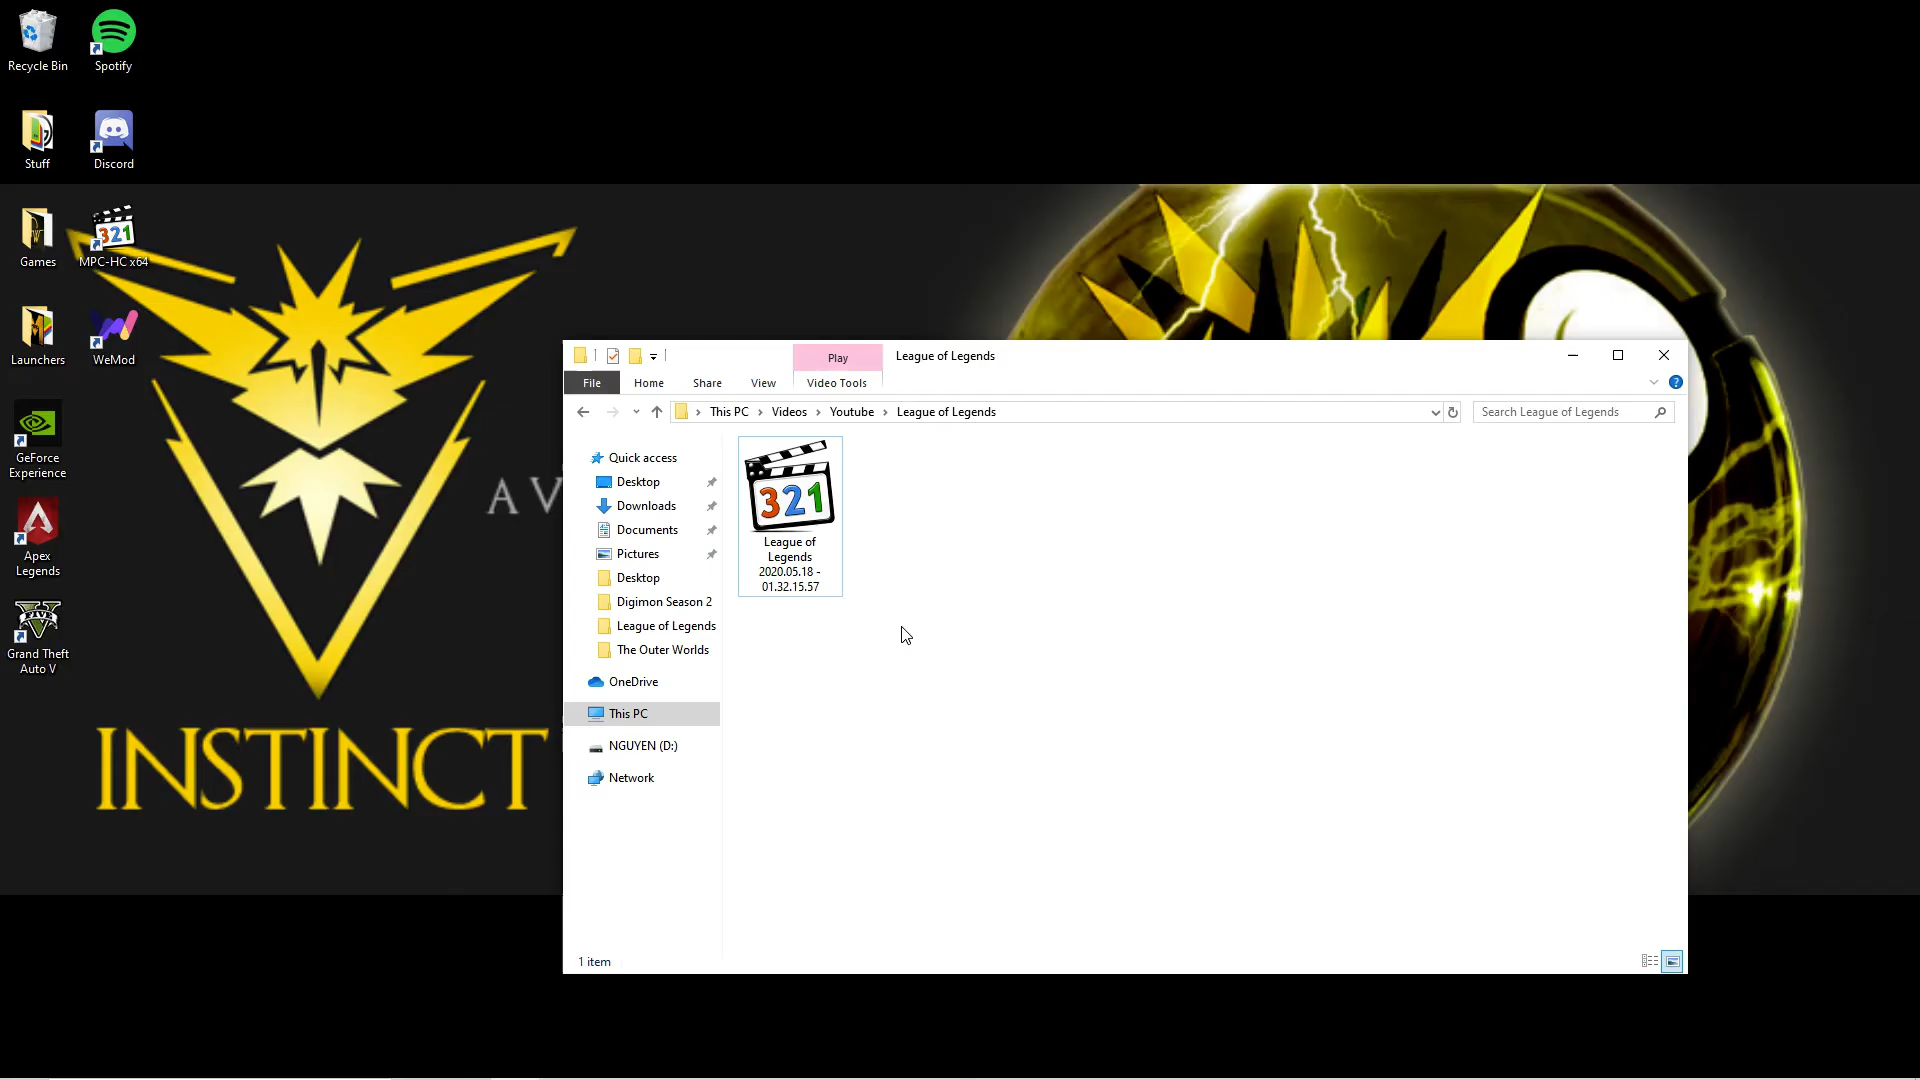 Recycle Bin
Spotify
Stuff
Discord
Games
321
MPC-HC x64
Launchers
WeMod
GeForce
Experience
Apex
Legends
FIVE
Grand Theft
Auto V
AV
INSTINCT
Play
League of Legends
File
Home
Share
View
Video Tools
This PC
Videos
Youtube
League of Legends
Search League of Legends
Quick access
Desktop
Downloads
Documents
Pictures
Desktop
Digimon Season 2
League of Legends
The Outer Worlds
OneDrive
This PC
NGUYEN (D:)
Network
321
League of
Legends
2020.05.18 -
01.32.15.57
1 item